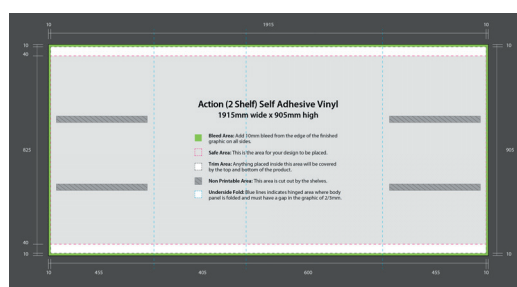 10 1915 10
10 10
40
Action (2 Shelf) Self Adhesive Vinyl
1915mm wide x 905mm high
Bleed Area: Add 10mm bleed from the edge of the finished
graphic on all sides.
Safe Area: This is the area for your design to be placed.
825 905
Trim Area: Anything placed inside this area will be covered
by the top and bottom of the product.
Non Printable Area: This area is cut out by the shelves.
Underside Fold: Blue lines indicates hinged area where body
panel is folded and must have a gap in the graphic of 2/3mm.
40
10 10
10 455 405 600 455 10